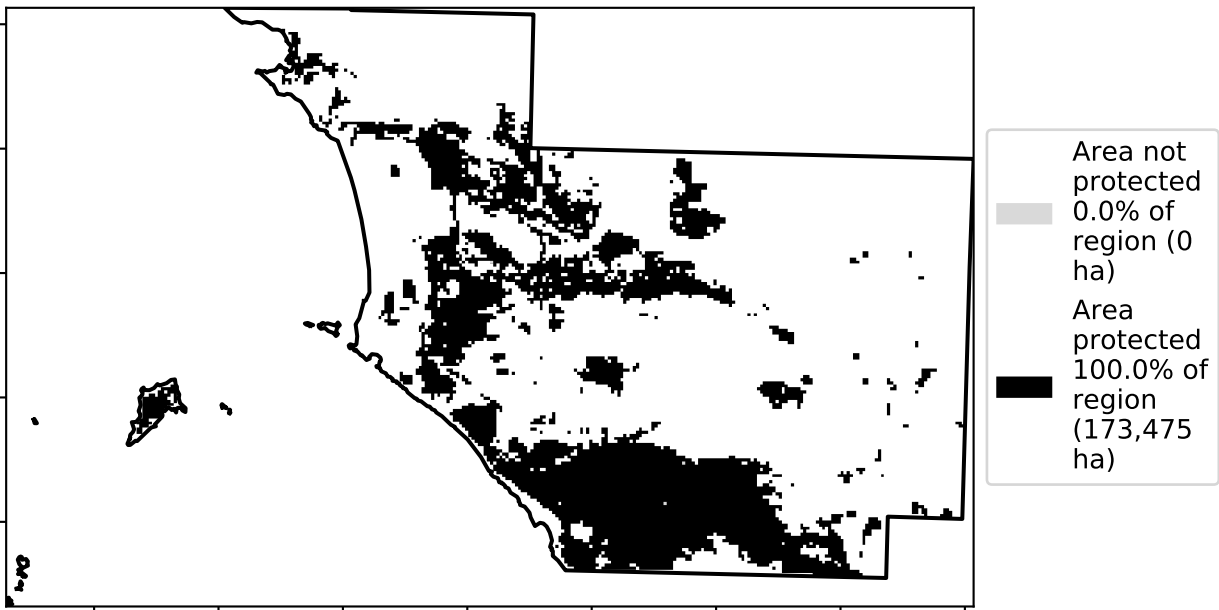 Area not
protected
0.0% of
region (0
ha)
Area
protected
100.0% of
region
(173,475
ha)